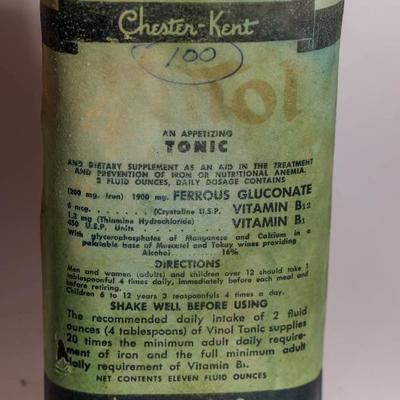 Chester-Kent
100
nol
AN APPETIZING
TONIC
AND DIETARY SUPPLEMENT AS AN AID IN THE TREATMENT
AND PREVENTION OF IRON OR NUTRITIONAL ANEMIA.
2 FLUID OUNCES, DAILY DOSAGE CONTAINS
(200 mg. Iron) 1900 mg. FERROUS GLUCONATE
6 mcg. . . . . . . (Crystaline U.S.P. VITAMIN B12
1.3 mg. (Thiamine Hydrochloride)
450 U.S.P. Units . . . . . . . VITAMIN B1
With glycerophosphates of Manganese and Calcium in a
palatable base of Muscatel and Tokay wines providing
Alcohol . . . . . . . . 16%
DIRECTIONS
Men and women (adults) and children over 12 should take 1
tablespoonful 4 times daily, immediately before each meal and
before retiring.
Children 6 to 12 years 3 teaspoonfuls 4 times a day.
SHAKE WELL BEFORE USING
The recommended daily intake of 2 fluid
ounces (4 tablespoons) of Vinol Tonic supplies
20 times the minimum adult daily require-
ment of iron and the full minimum adult
daily requirement of Vitamin B1.
NET CONTENTS ELEVEN FLUID OUNCES